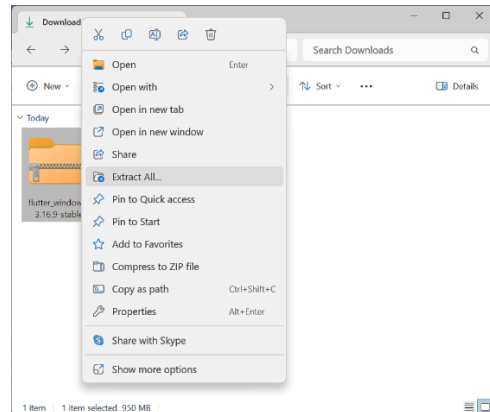 Download
Search Downloads
New
Sort
Details
Today
flutter_window
3.16.9-stable
Open Enter
Open with
Open in new tab
Open in new window
Share
Extract All...
Pin to Quick access
Pin to Start
Add to Favorites
Compress to ZIP file
Copy as path Ctrl+Shift+C
Properties Alt+Enter
Share with Skype
Show more options
1 item 1 item selected 950 MB